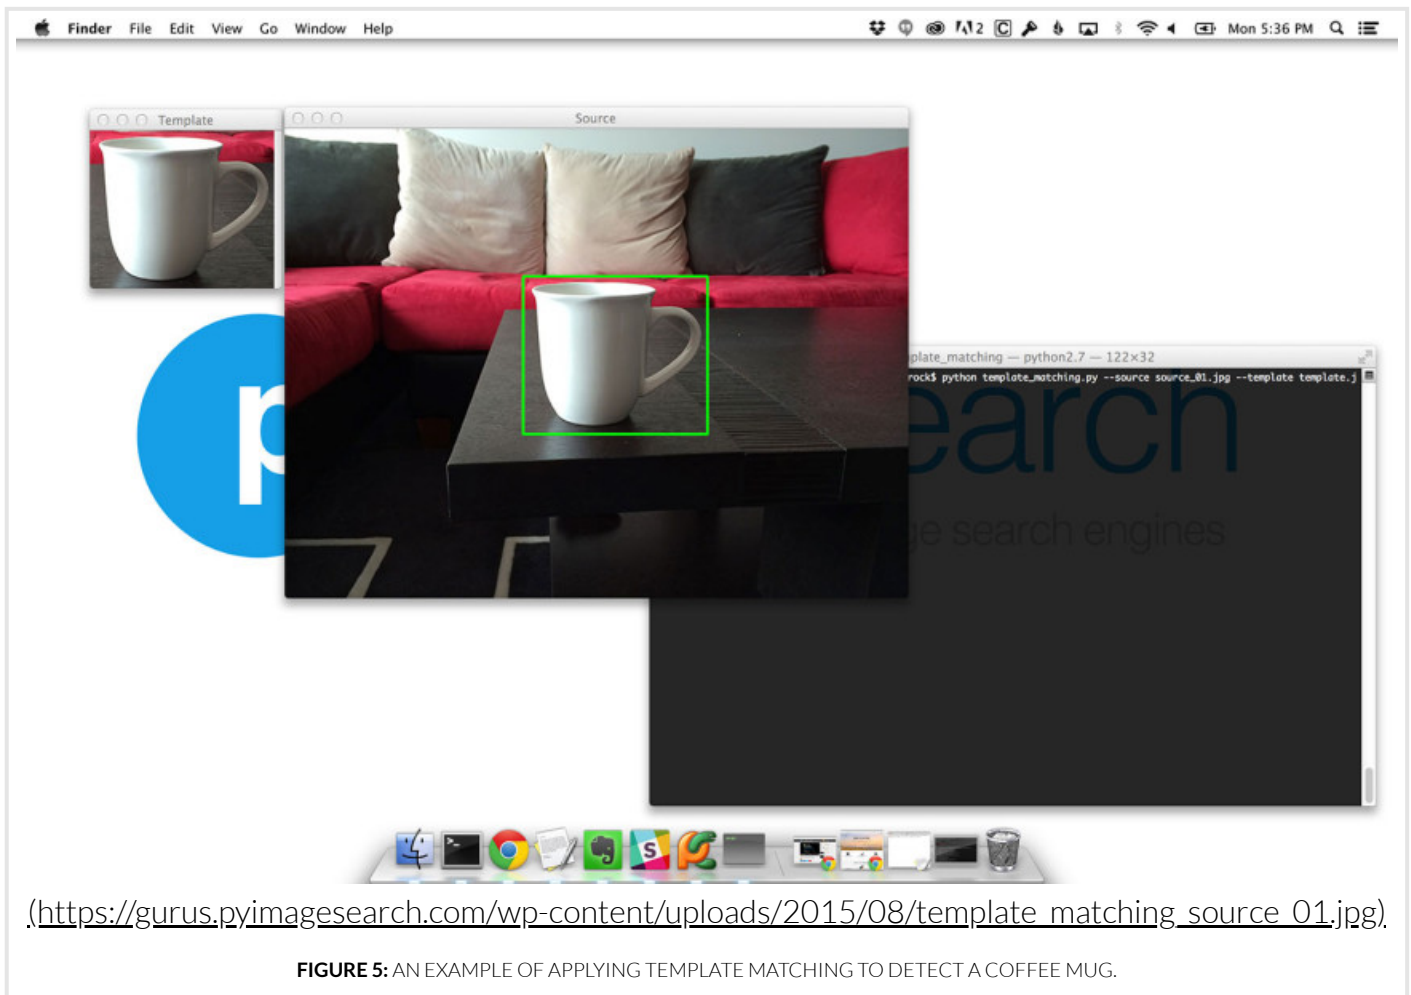 Finder File Edit View Go Window Help 2 Mon 5:36 PM
Template
Source
plate_matching — python2.7 — 122×32
rock$ python template_matching.py --source source_01.jpg --template template.j
p
earch
ge search engines
S
(https://gurus.pyimagesearch.com/wp-content/uploads/2015/08/template_matching_source_01.jpg)
FIGURE 5: AN EXAMPLE OF APPLYING TEMPLATE MATCHING TO DETECT A COFFEE MUG.